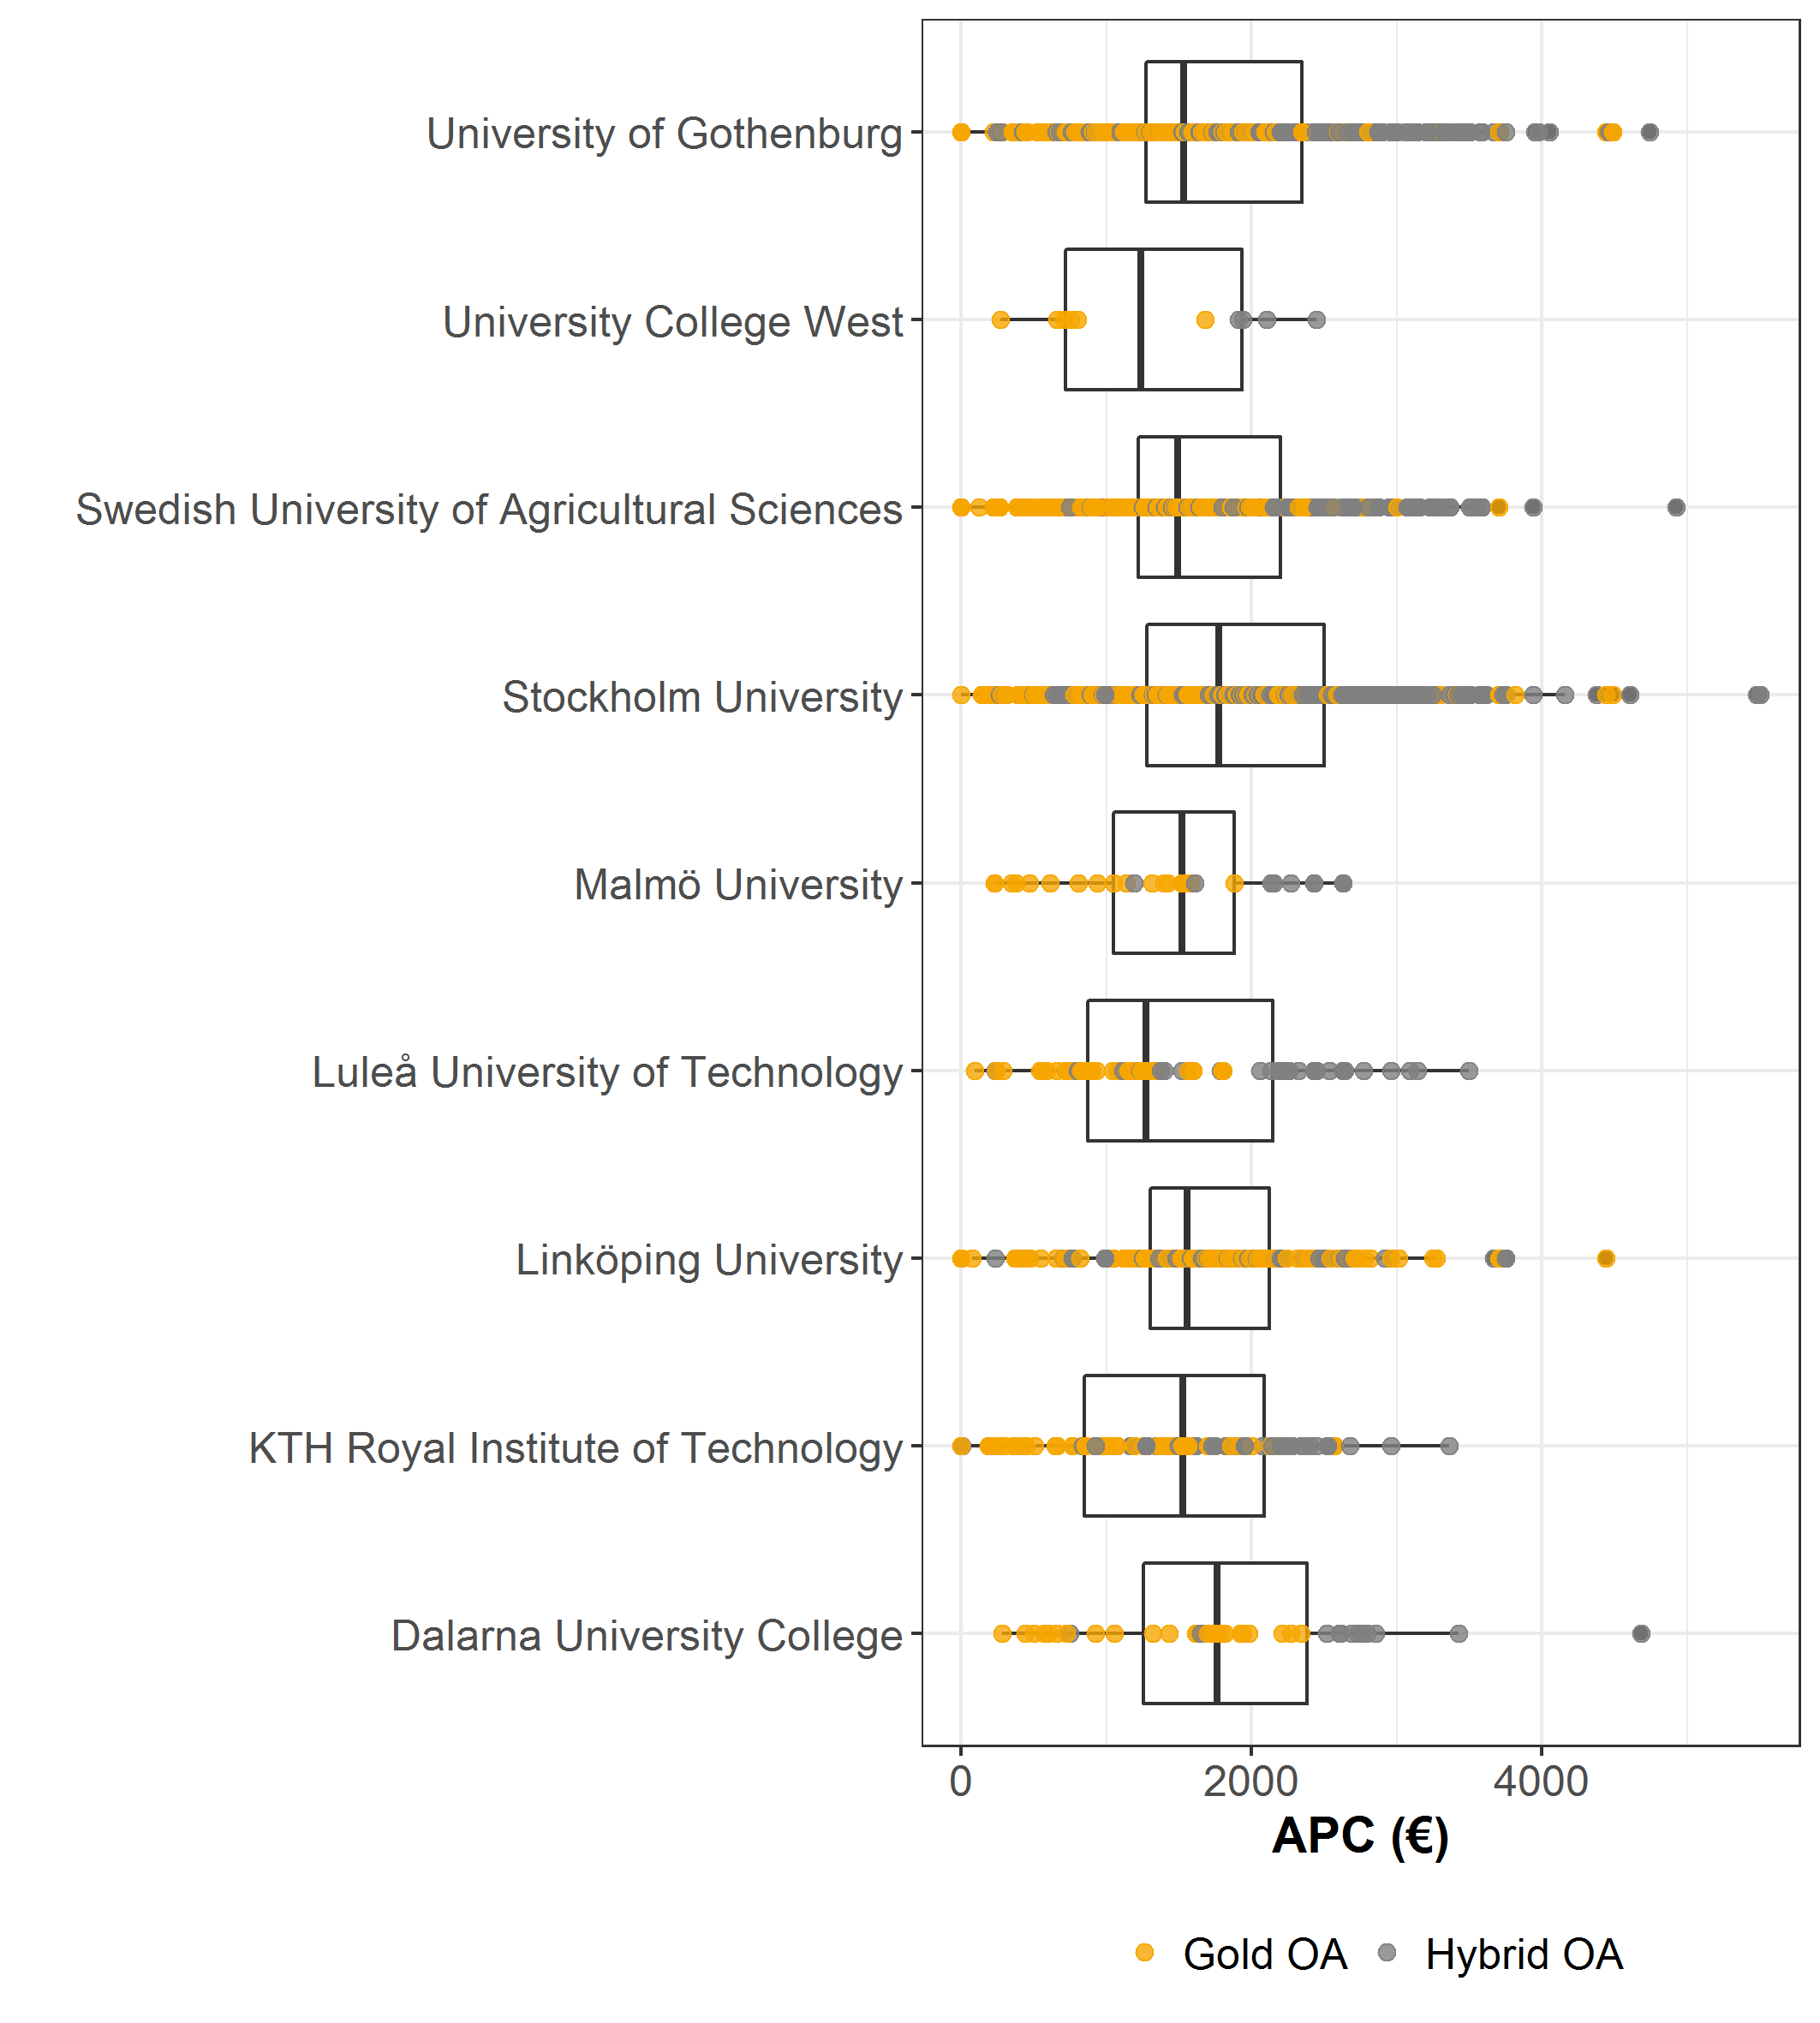 University of Gothenburg
University College West
Swedish University of Agricultural Sciences
Stockholm University
Malmö University
Luleå University of Technology
Linköping University
KTH Royal Institute of Technology
Dalarna University College
0 2000 4000
APC (€)
Gold OA Hybrid OA